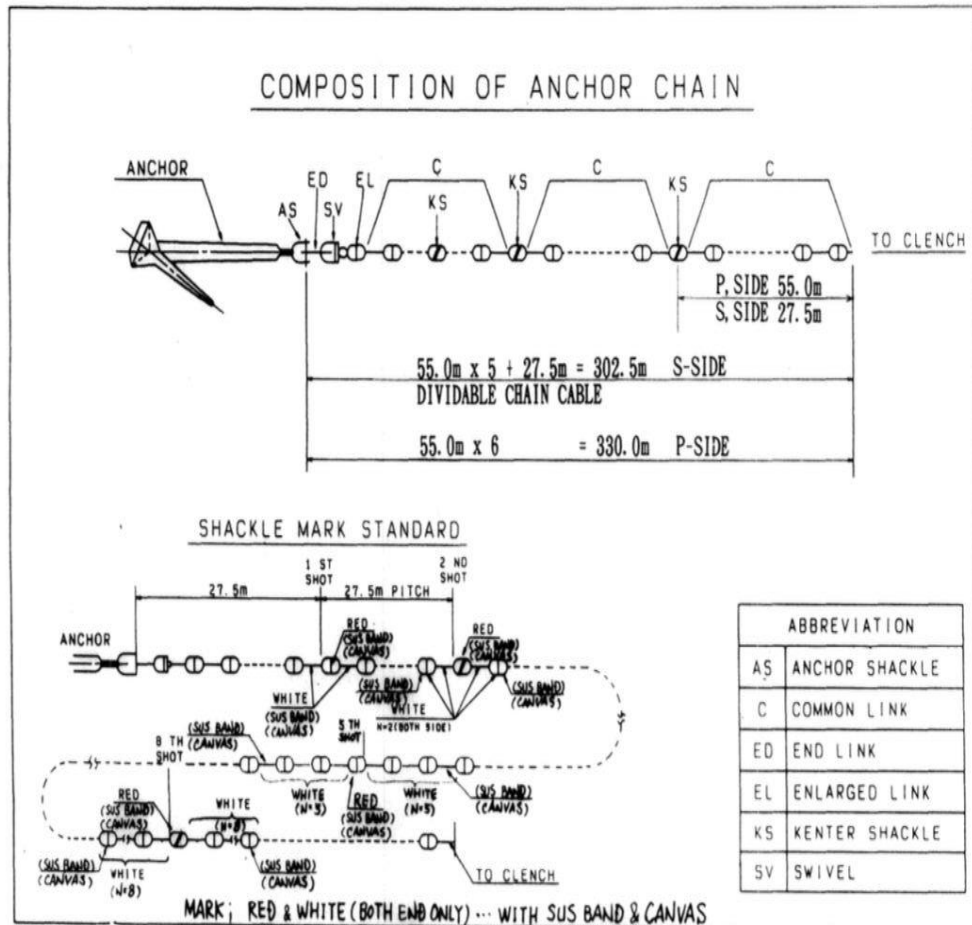 COMPOSITION OF ANCHOR CHAIN
ANCHOR
AS
ED
SV
EL
C
KS
KS
C
KS
C
TO CLENCH
P, SIDE 55.0m
S, SIDE 27.5m
55.0m x 5 + 27.5m = 302.5m S-SIDE
DIVIDABLE CHAIN CABLE
55.0m x 6 = 330.0m P-SIDE
SHACKLE MARK STANDARD
27.5m
1 ST SHOT
27.5m PITCH
2 ND SHOT
ANCHOR
RED
(SUS BAND)
(CANVAS)
RED
(SUS BAND)
(CANVAS)
WHITE
(SUS BAND)
(CANVAS)
(SUS BAND)
(CANVAS)
WHITE
N=2(BOTH SIDE)
(SUS BAND)
(CANVAS)
(SUS BAND)
(CANVAS)
5 TH SHOT
WHITE
(N=5)
RED
(SUS BAND)
(CANVAS)
WHITE
(N=5)
(SUS BAND)
(CANVAS)
8 TH SHOT
RED
(SUS BAND)
(CANVAS)
WHITE
(N=8)
(SUS BAND)
(CANVAS)
WHITE
(N=8)
(SUS BAND)
(CANVAS)
TO CLENCH
MARK; RED & WHITE (BOTH END ONLY) ... WITH SUS BAND & CANVAS
ABBREVIATION
AS ANCHOR SHACKLE
C COMMON LINK
ED END LINK
EL ENLARGED LINK
KS KENTER SHACKLE
SV SWIVEL